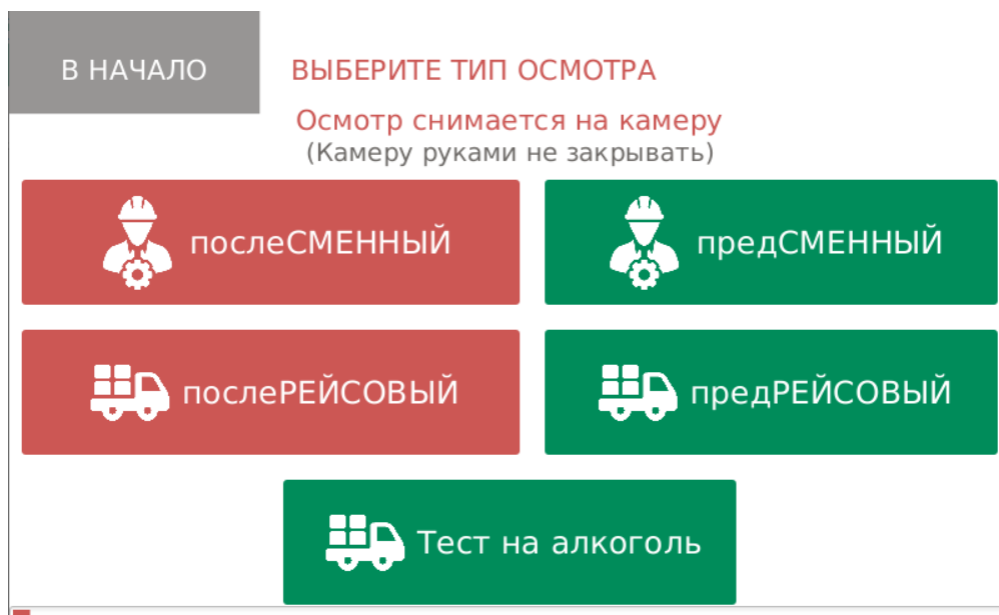 В НАЧАЛО
ВЫБЕРИТЕ ТИП ОСМОТРА
Осмотр снимается на камеру
(Камеру руками не закрывать)
послеСМЕННЫЙ
предСМЕННЫЙ
послеРЕЙСОВЫЙ
предРЕЙСОВЫЙ
Тест на алкоголь